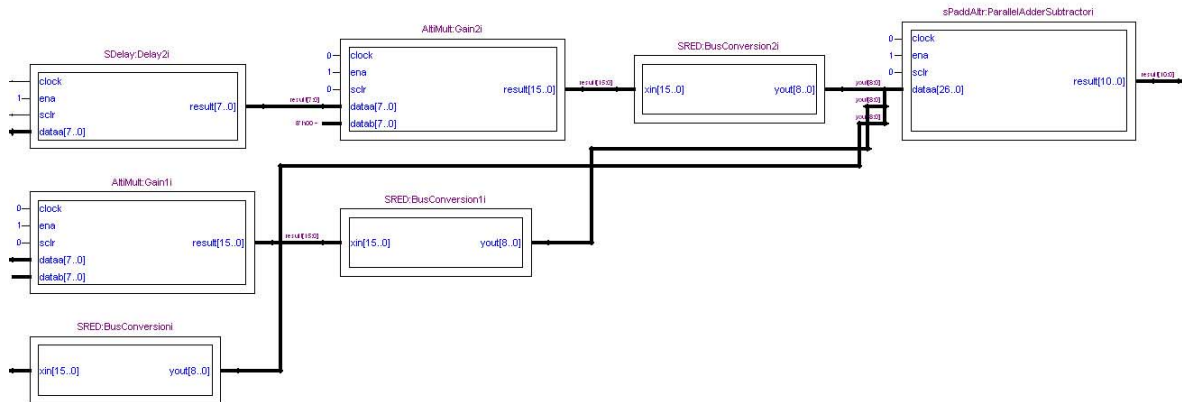 sPaddAltr:ParallelAdderSubtractori
AltiMult:Gain2i
SRED:BusConversion2i
SDelay:Delay2i
0 clock
1 ena
0 sclr
dataa[26..0]
result[10..0]
result[10:0]
0 clock
1 ena
0 sclr
dataa[7..0]
datab[7..0]
result[15..0]
result[15:0]
xin[15..0]
yout[8..0]
yout[8:0]
yout[8:0]
yout[8:0]
clock
1 ena
sclr
dataa[7..0]
result[7..0]
result[7:0]
8'h00 -
AltiMult:Gain1i
SRED:BusConversion1i
0 clock
1 ena
0 sclr
dataa[7..0]
datab[7..0]
result[15..0]
result[15:0]
xin[15..0]
yout[8..0]
SRED:BusConversioni
xin[15..0]
yout[8..0]